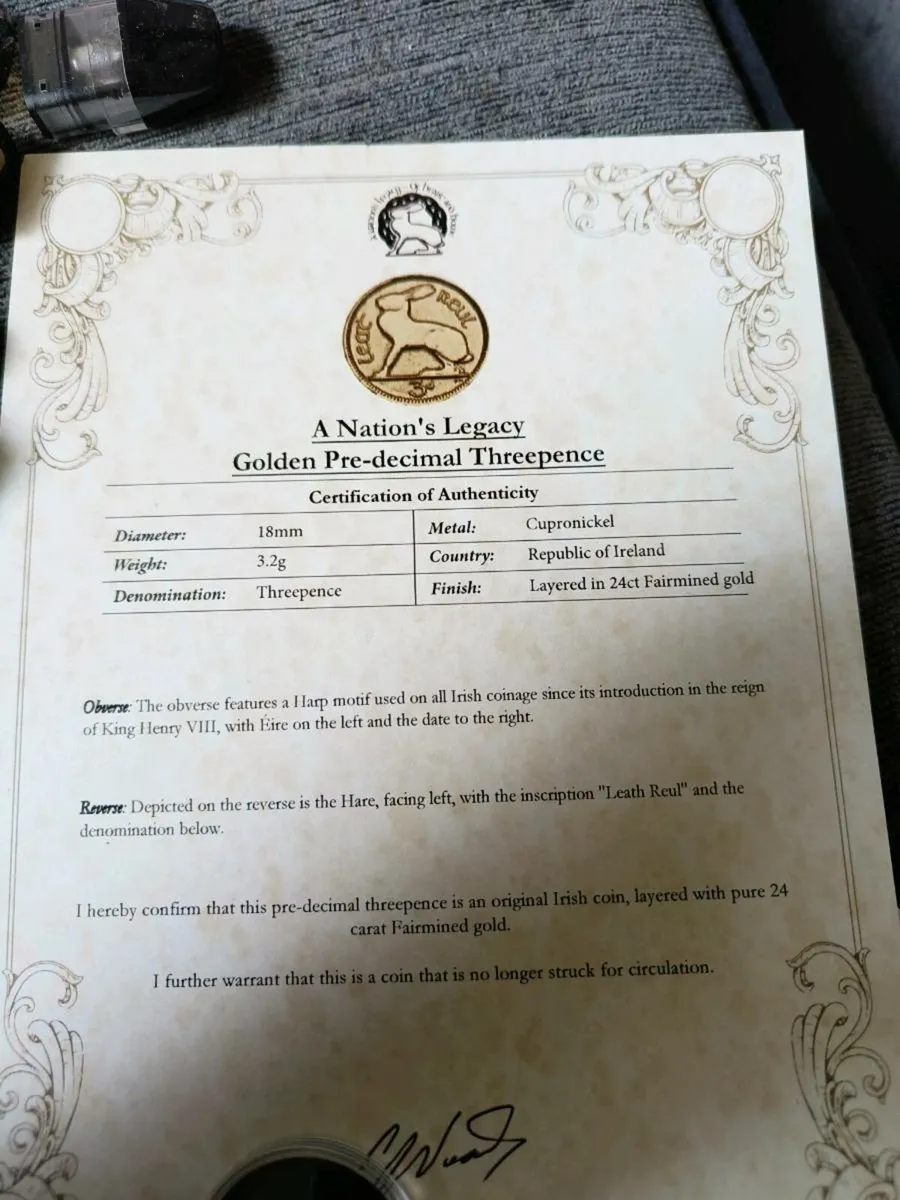 Leat Reul
3d
A Nation's Legacy
Golden Pre-decimal Threepence
Certification of Authenticity
Diameter: 18mm Metal: Cupronickel
Weight: 3.2g Country: Republic of Ireland
Denomination: Threepence Finish: Layered in 24ct Fairmined gold
Obverse: The obverse features a Harp motif used on all Irish coinage since its introduction in the reign
of King Henry VIII, with Éire on the left and the date to the right.
Reverse: Depicted on the reverse is the Hare, facing left, with the inscription "Leath Reul" and the
denomination below.
I hereby confirm that this pre-decimal threepence is an original Irish coin, layered with pure 24
carat Fairmined gold.
I further warrant that this is a coin that is no longer struck for circulation.